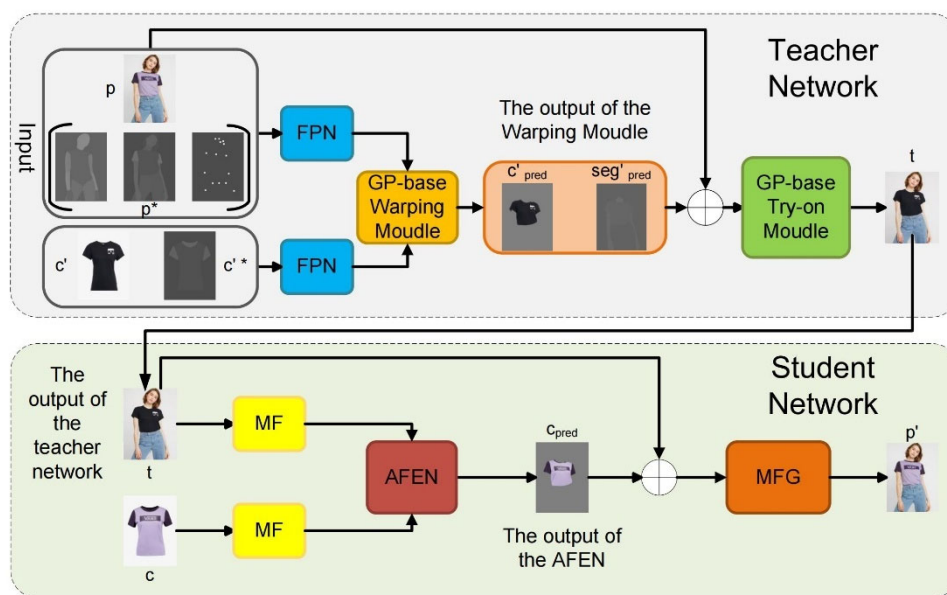 Teacher
Network
Input
p
p*
c'
c' *
FPN
FPN
GP-base
Warping
Moudle
The output of the
Warping Moudle
c' pred
seg' pred
GP-base
Try-on
Moudle
t
Student
Network
The
output of
the
teacher
network
t
c
MF
MF
AFEN
cpred
The output of
the AFEN
MFG
p'